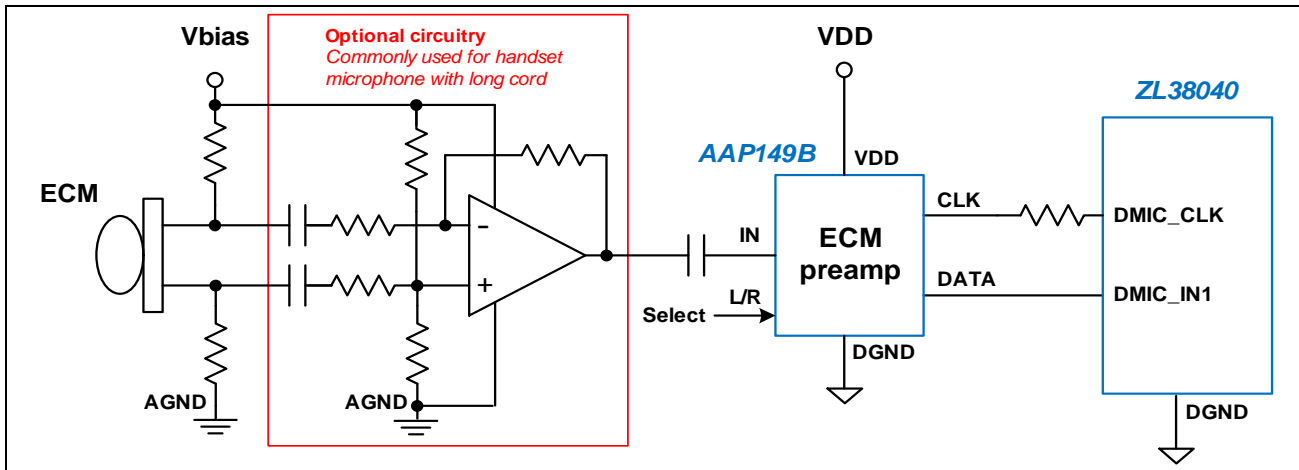 Vbias
Optional circuitry
Commonly used for handset
microphone with long cord
VDD
ZL38040
AAP149B
VDD
ECM
CLK
DMIC_CLK
-
IN
ECM
preamp
+
L/R
DATA
DMIC_IN1
Select
DGND
AGND
AGND
DGND